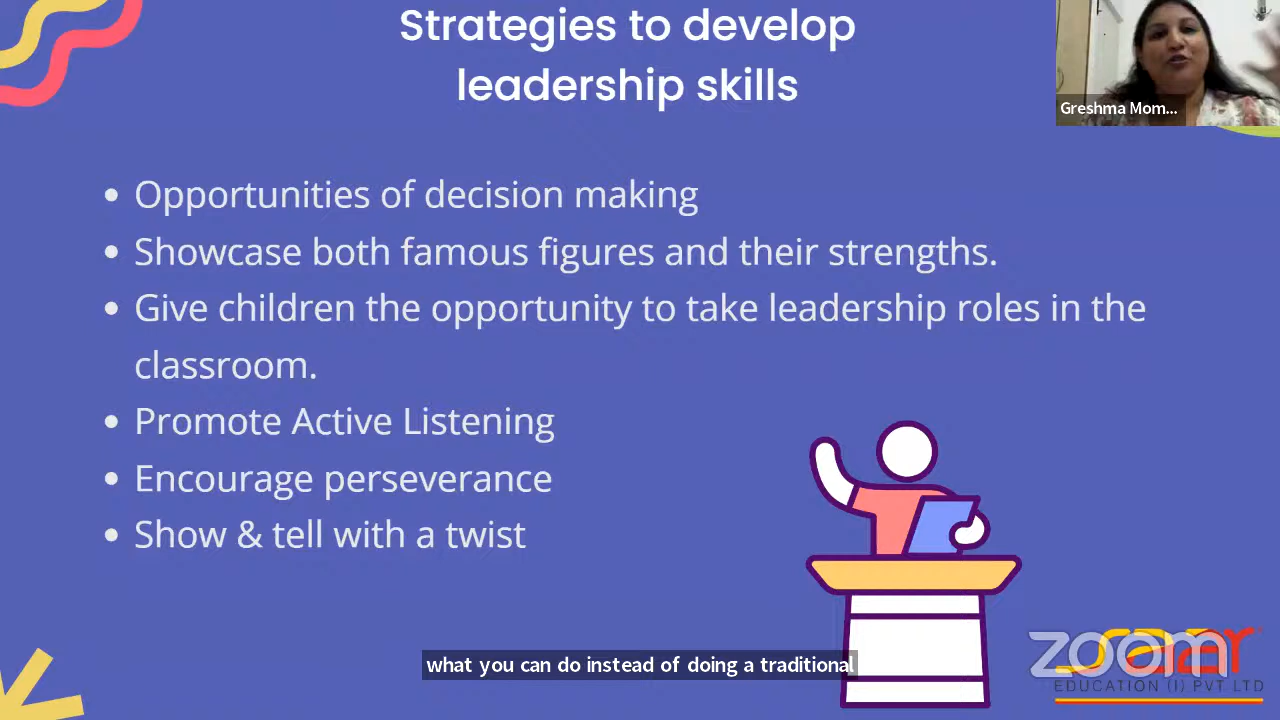 Strategies to develop
leadership skills
Greshma Mom...
• Opportunities of decision making
• Showcase both famous figures and their strengths.
• Give children the opportunity to take leadership roles in the
classroom.
• Promote Active Listening
• Encourage perseverance
• Show & tell with a twist
what you can do instead of doing a traditional
zoom
EDUCATION (I) PVT LTD